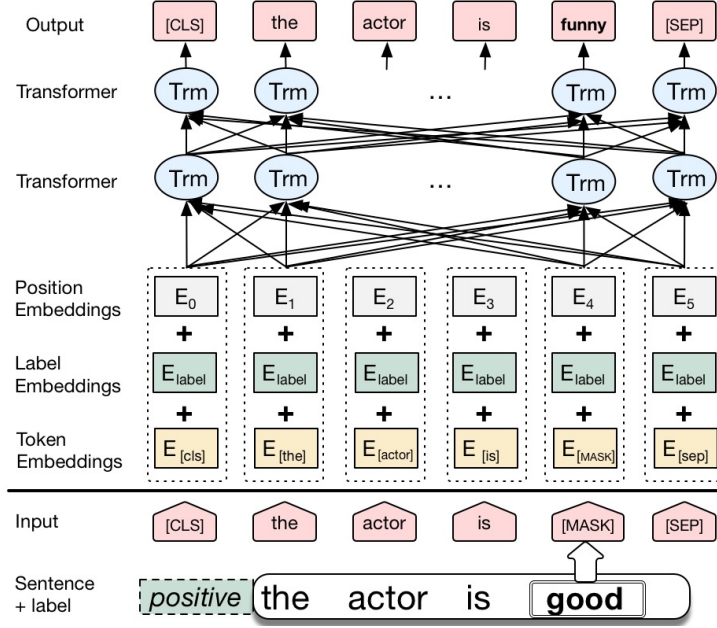 Output [CLS] the actor is funny [SEP]
Transformer Trm Trm ... Trm Trm
Transformer Trm Trm ... Trm Trm
Position Embeddings E0 E1 E2 E3 E4 E5
+ + + + + +
Label Embeddings Elabel Elabel Elabel Elabel Elabel Elabel
+ + + + + +
Token Embeddings E[cls] E[the] E[actor] E[is] E[MASK] E[sep]
Input [CLS] the actor is [MASK] [SEP]
Sentence + label positive the actor is good